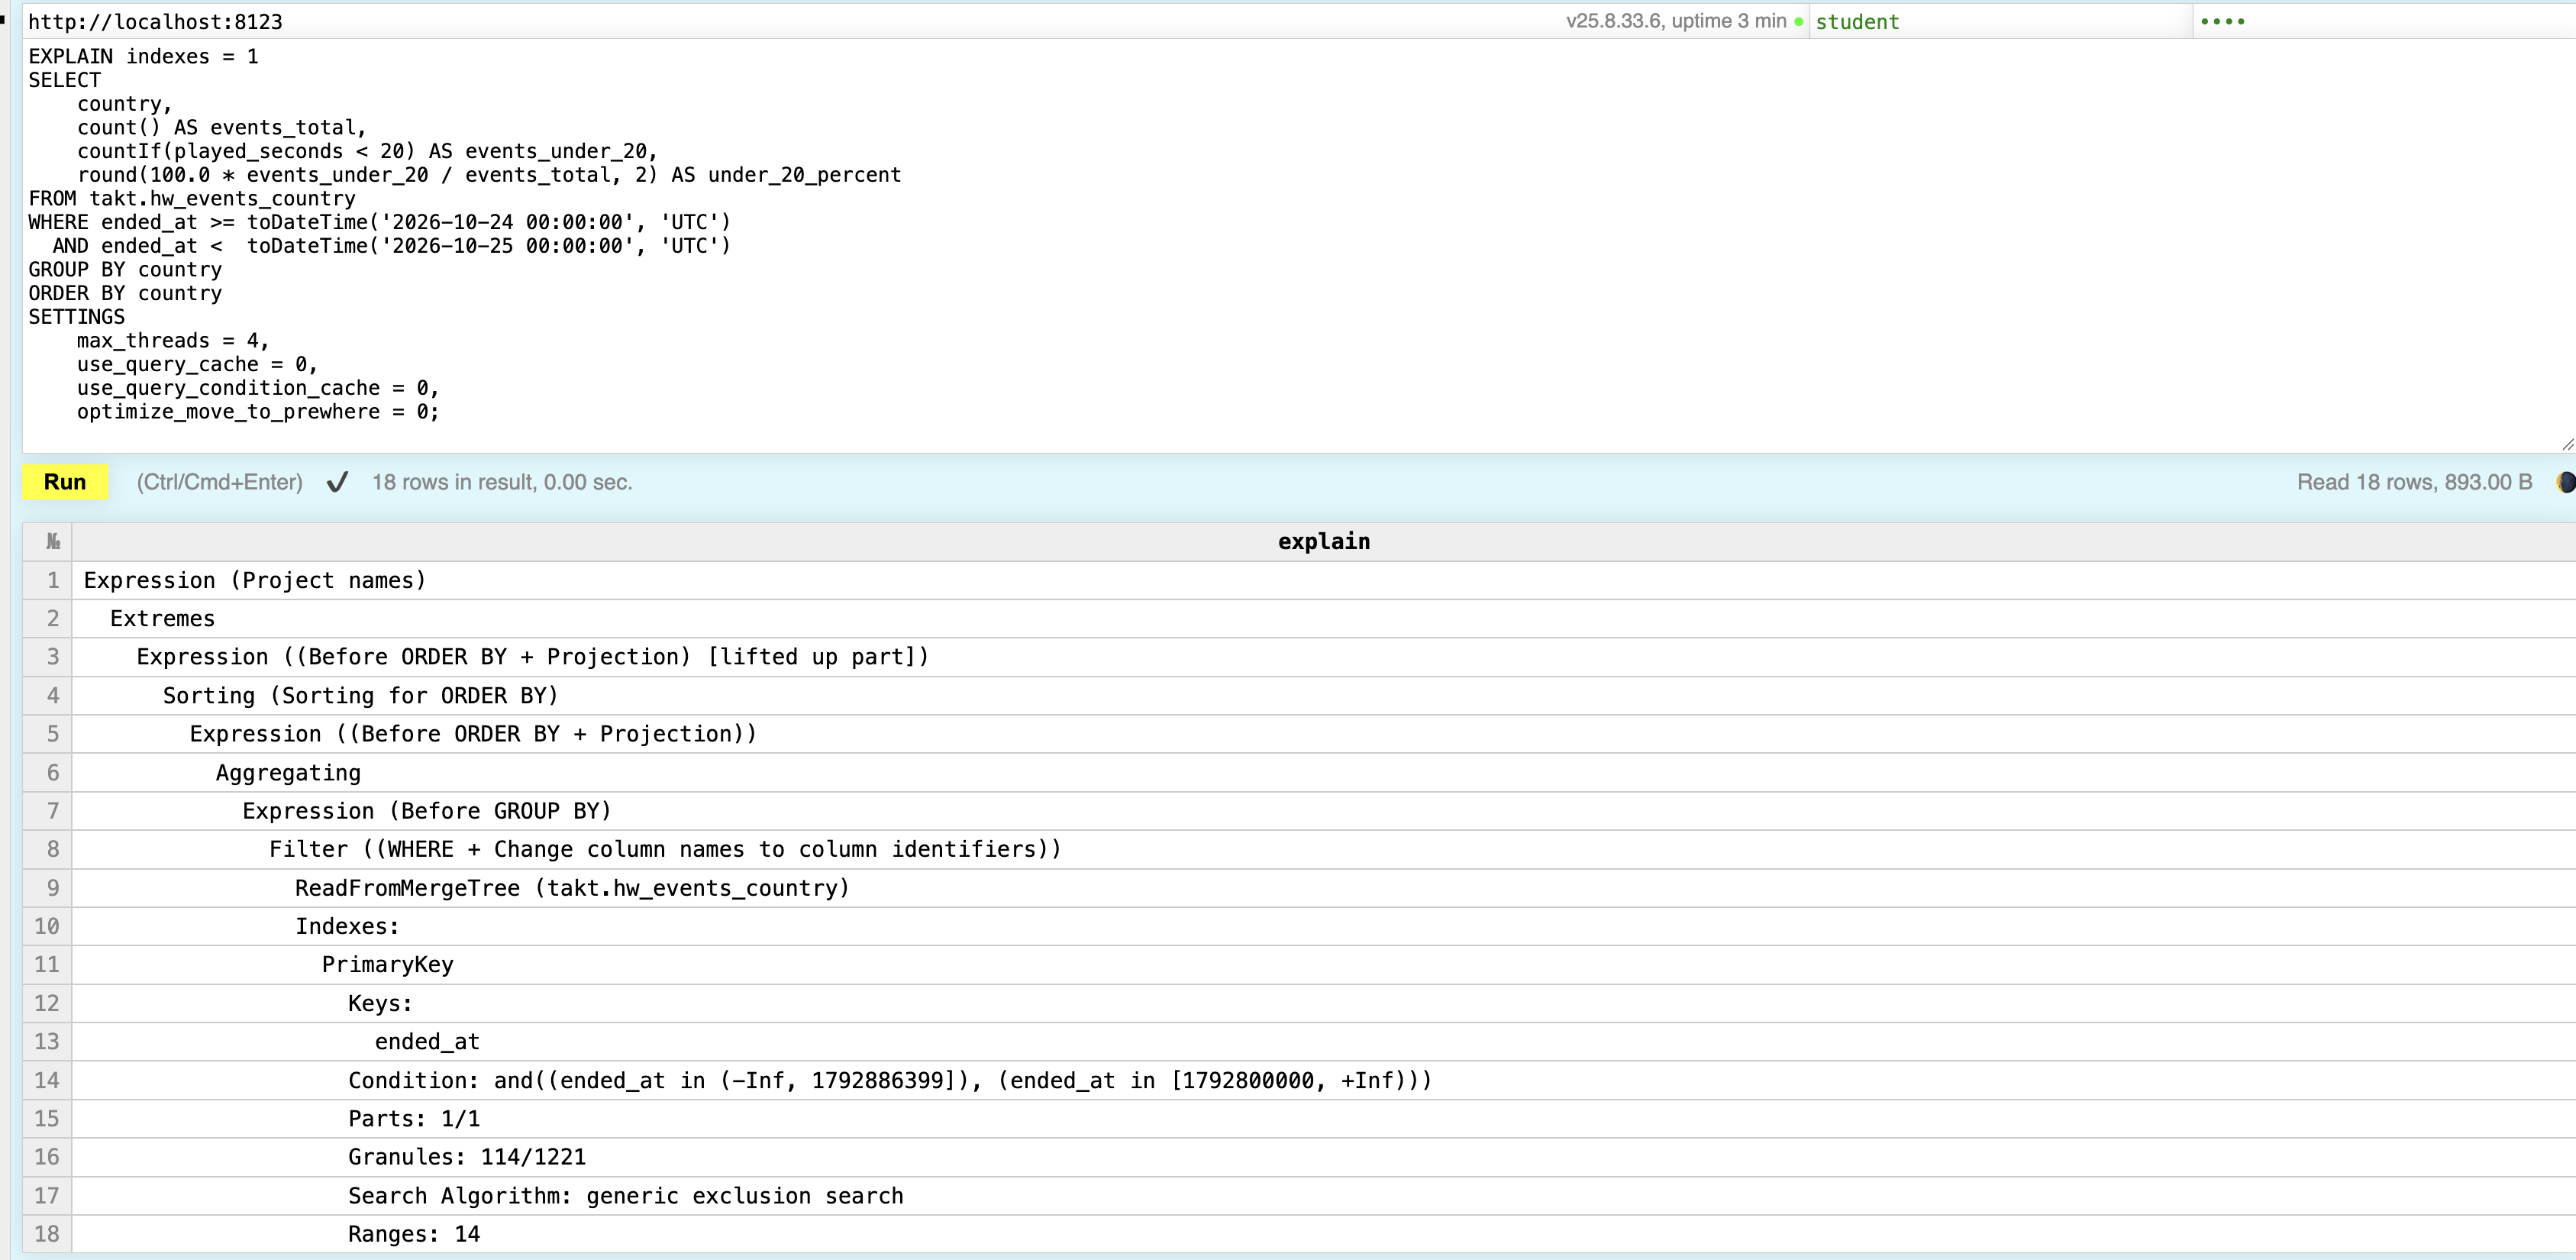 http://localhost:8123
v25.8.33.6, uptime 3 min
student
••••
EXPLAIN indexes = 1
SELECT
    country,
    count() AS events_total,
    countIf(played_seconds < 20) AS events_under_20,
    round(100.0 * events_under_20 / events_total, 2) AS under_20_percent
FROM takt.hw_events_country
WHERE ended_at >= toDateTime('2026-10-24 00:00:00', 'UTC')
  AND ended_at <  toDateTime('2026-10-25 00:00:00', 'UTC')
GROUP BY country
ORDER BY country
SETTINGS
    max_threads = 4,
    use_query_cache = 0,
    use_query_condition_cache = 0,
    optimize_move_to_prewhere = 0;
Run (Ctrl/Cmd+Enter) ✔ 18 rows in result, 0.00 sec.
Read 18 rows, 893.00 B
№ explain
1 Expression (Project names)
2 Extremes
3 Expression ((Before ORDER BY + Projection) [lifted up part])
4 Sorting (Sorting for ORDER BY)
5 Expression ((Before ORDER BY + Projection))
6 Aggregating
7 Expression (Before GROUP BY)
8 Filter ((WHERE + Change column names to column identifiers))
9 ReadFromMergeTree (takt.hw_events_country)
10 Indexes:
11 PrimaryKey
12 Keys:
13 ended_at
14 Condition: and((ended_at in (-Inf, 1792886399]), (ended_at in [1792800000, +Inf)))
15 Parts: 1/1
16 Granules: 114/1221
17 Search Algorithm: generic exclusion search
18 Ranges: 14